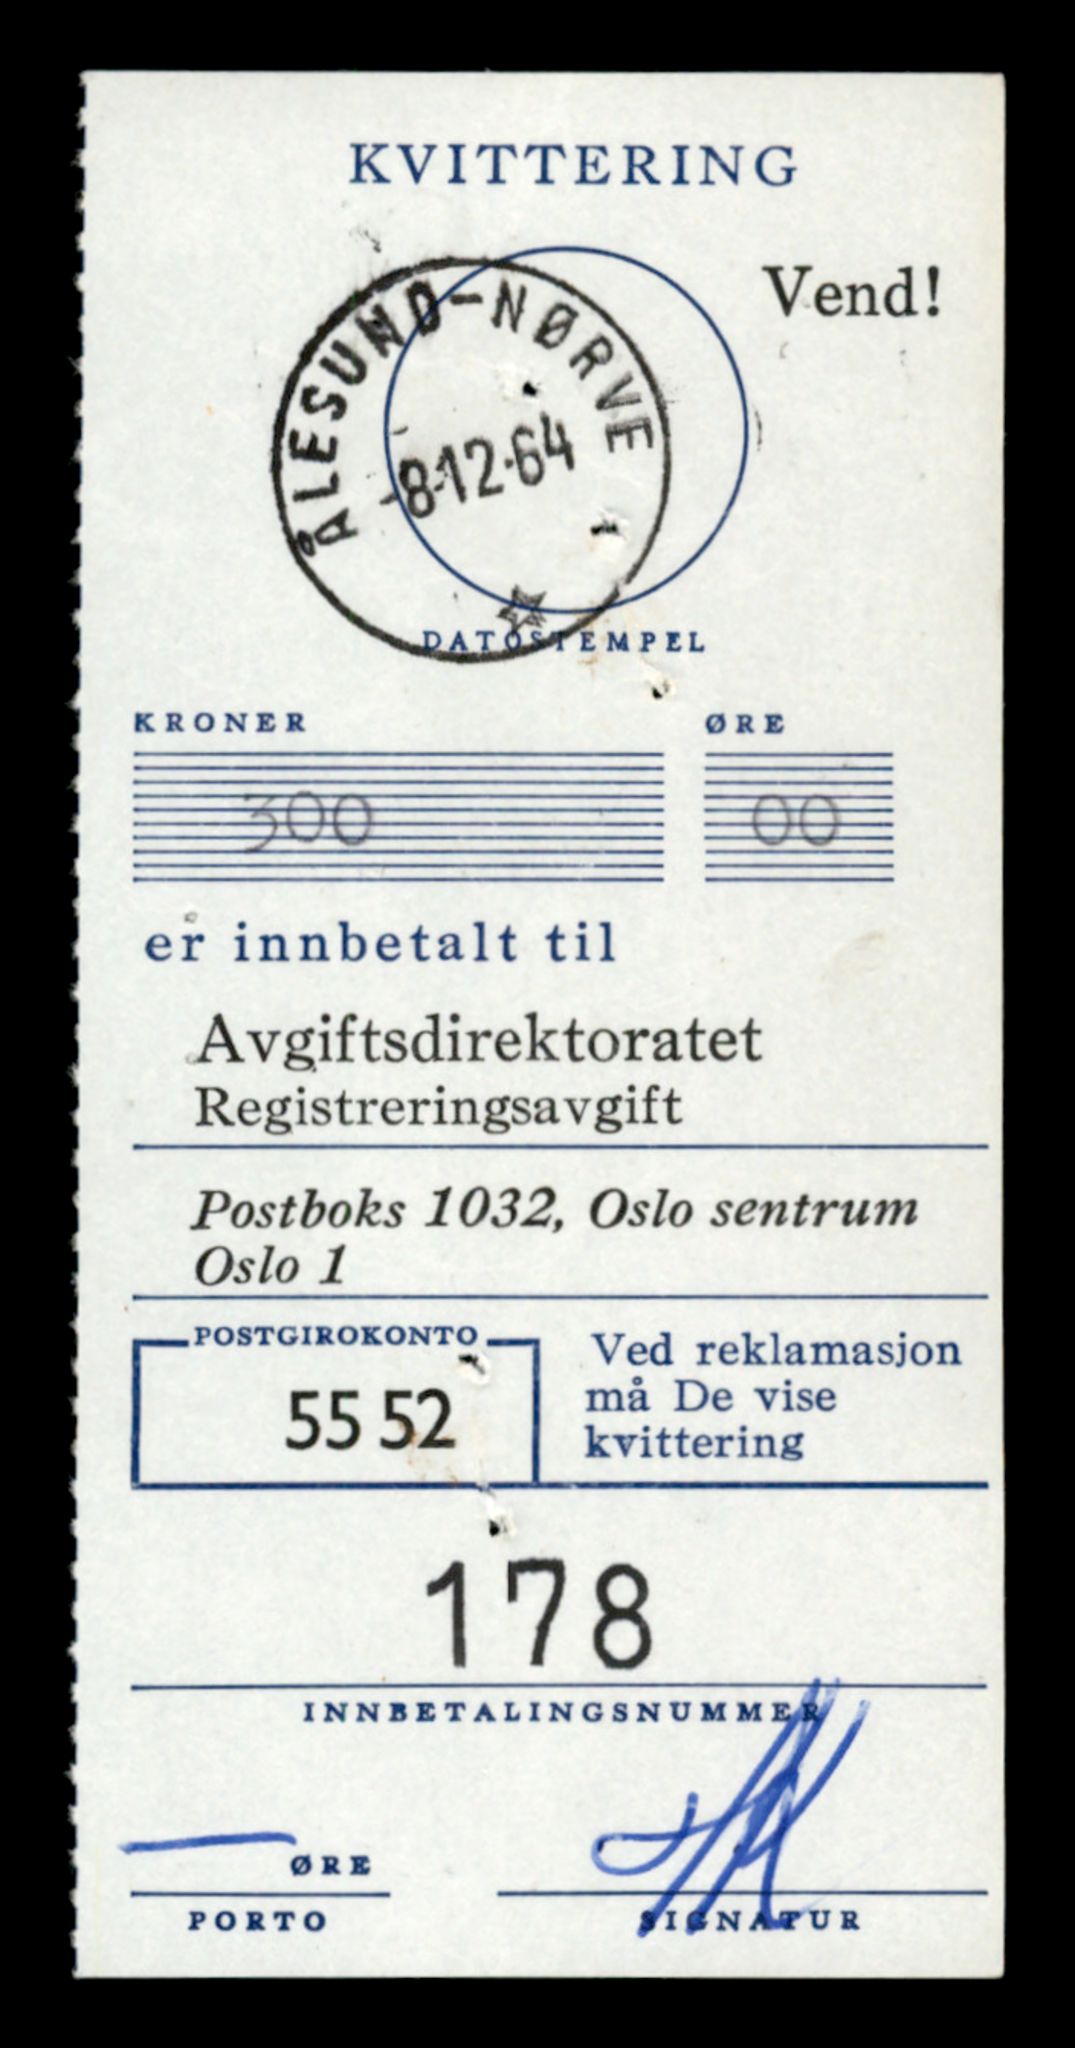 KVITTERING
Vend!
ÅLESUND-NØRVE
-8-12-64
DATOSTEMPEL
KRONER ØRE
300 00
er innbetalt til
Avgiftsdirektoratet
Registreringsavgift
Postboks 1032, Oslo sentrum
Oslo 1
POSTGIROKONTO
55 52
Ved reklamasjon
må De vise
kvittering
178
INNBETALINGSNUMMER
ØRE
PORTO
SIGNATUR